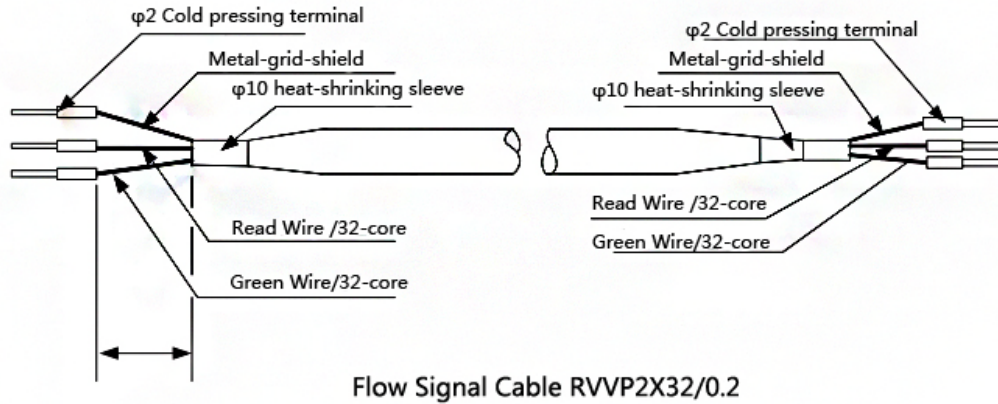 φ2 Cold pressing terminal
Metal-grid-shield
φ10 heat-shrinking sleeve
Read Wire /32-core
Green Wire/32-core
φ2 Cold pressing terminal
Metal-grid-shield
φ10 heat-shrinking sleeve
Read Wire /32-core
Green Wire/32-core
Flow Signal Cable RVVP2X32/0.2